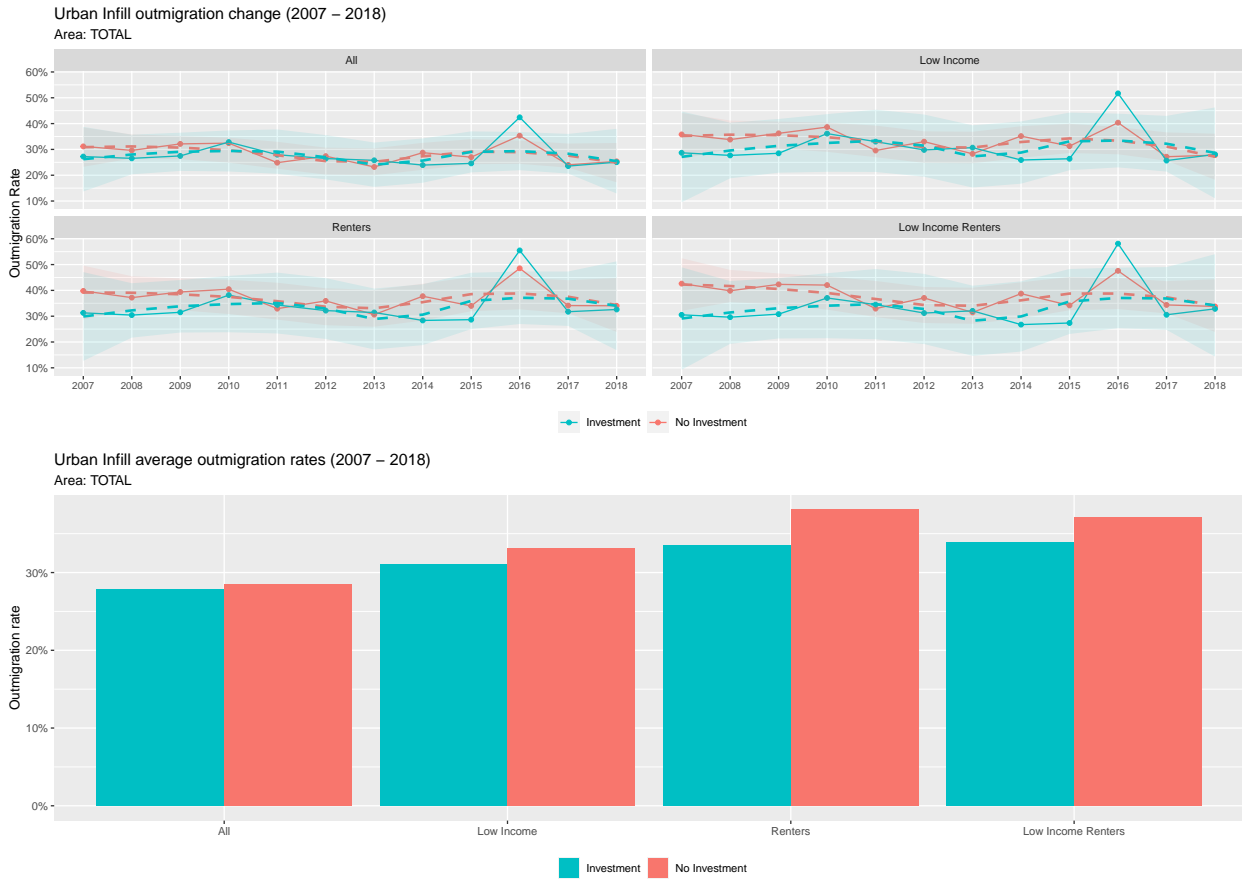 Urban Infill outmigration change (2007 – 2018)
Area: TOTAL
All
Low Income
60%
50%
40%
30%
20%
10%
Renters
Low Income Renters
60%
50%
40%
30%
20%
10%
Outmigration Rate
2007 2008 2009 2010 2011 2012 2013 2014 2015 2016 2017 2018
2007 2008 2009 2010 2011 2012 2013 2014 2015 2016 2017 2018
Investment No Investment
Urban Infill average outmigration rates (2007 – 2018)
Area: TOTAL
30%
20%
10%
0%
Outmigration rate
All Low Income Renters Low Income Renters
Investment No Investment